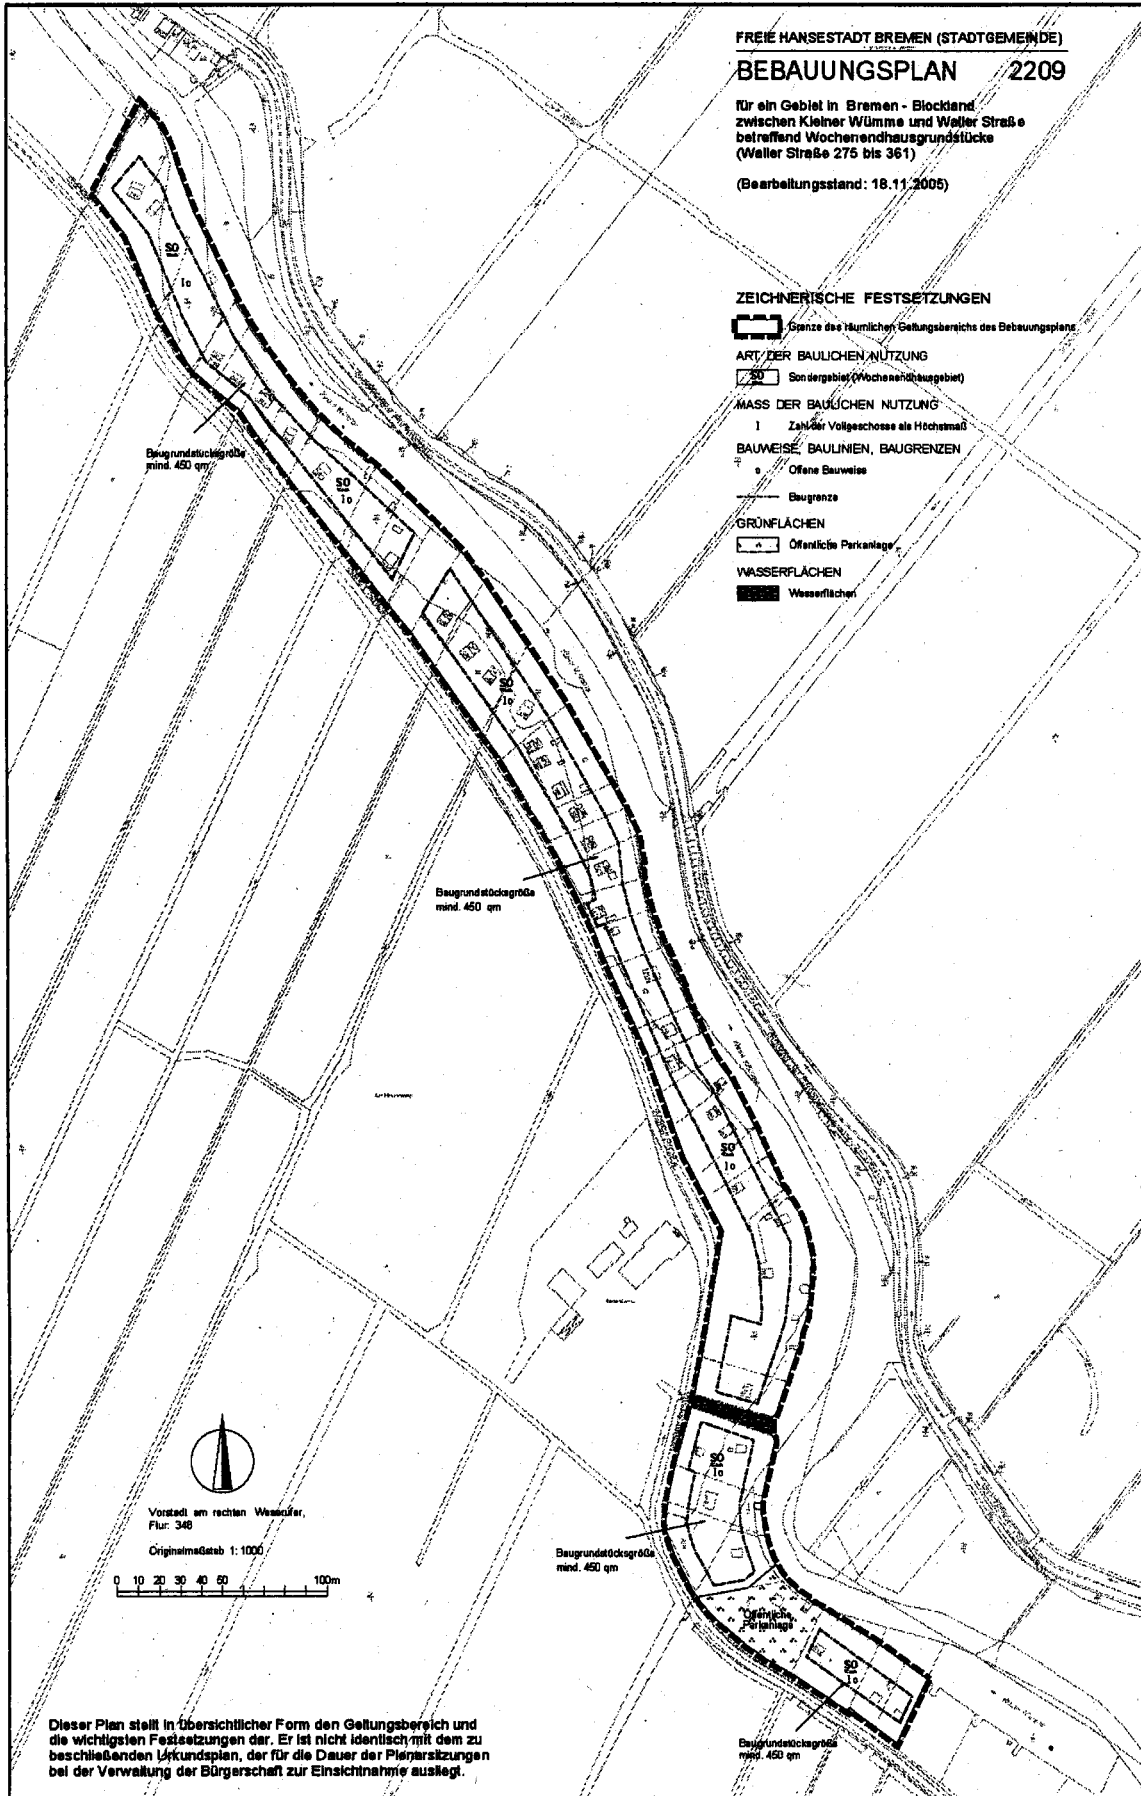 FREIE HANSESTADT BREMEN (STADTGEMEINDE)
BEBAUUNGSPLAN 2209
für ein Gebiet in Bremen - Blockland
zwischen Kleiner Wümme und Waller Straße
betreffend Wochenendhausgrundstücke
(Waller Straße 275 bis 361)
(Bearbeitungsstand: 18.11.2005)
ZEICHNERISCHE FESTSETZUNGEN
Grenze des räumlichen Geltungsbereichs des Bebauungsplans
ART DER BAULICHEN NUTZUNG
SO Sondergebiet (Wochenendhausgebiet)
MASS DER BAULICHEN NUTZUNG
I Zahl der Vollgeschosse als Höchstmaß
BAUWEISE, BAULINIEN, BAUGRENZEN
o Offene Bauweise
Baugrenze
GRÜNFLÄCHEN
Öffentliche Parkanlage
WASSERFLÄCHEN
Wasserflächen
SO
I o
Baugrundstücksgröße
mind. 450 qm
SO
I o
SO
I o
Baugrundstücksgröße
mind. 450 qm
SO
I o
SO
I o
Baugrundstücksgröße
mind. 450 qm
Öffentliche
Parkanlage
SO
I o
Baugrundstücksgröße
mind. 450 qm
Vorstadt am rechten Weserufer,
Flur: 348
Originalmaßstab 1: 1000
0 10 20 30 40 50 100m
Dieser Plan stellt in übersichtlicher Form den Geltungsbereich und
die wichtigsten Festsetzungen dar. Er ist nicht identisch mit dem zu
beschließenden Urkundsplan, der für die Dauer der Plenarsitzungen
bei der Verwaltung der Bürgerschaft zur Einsichtnahme ausliegt.